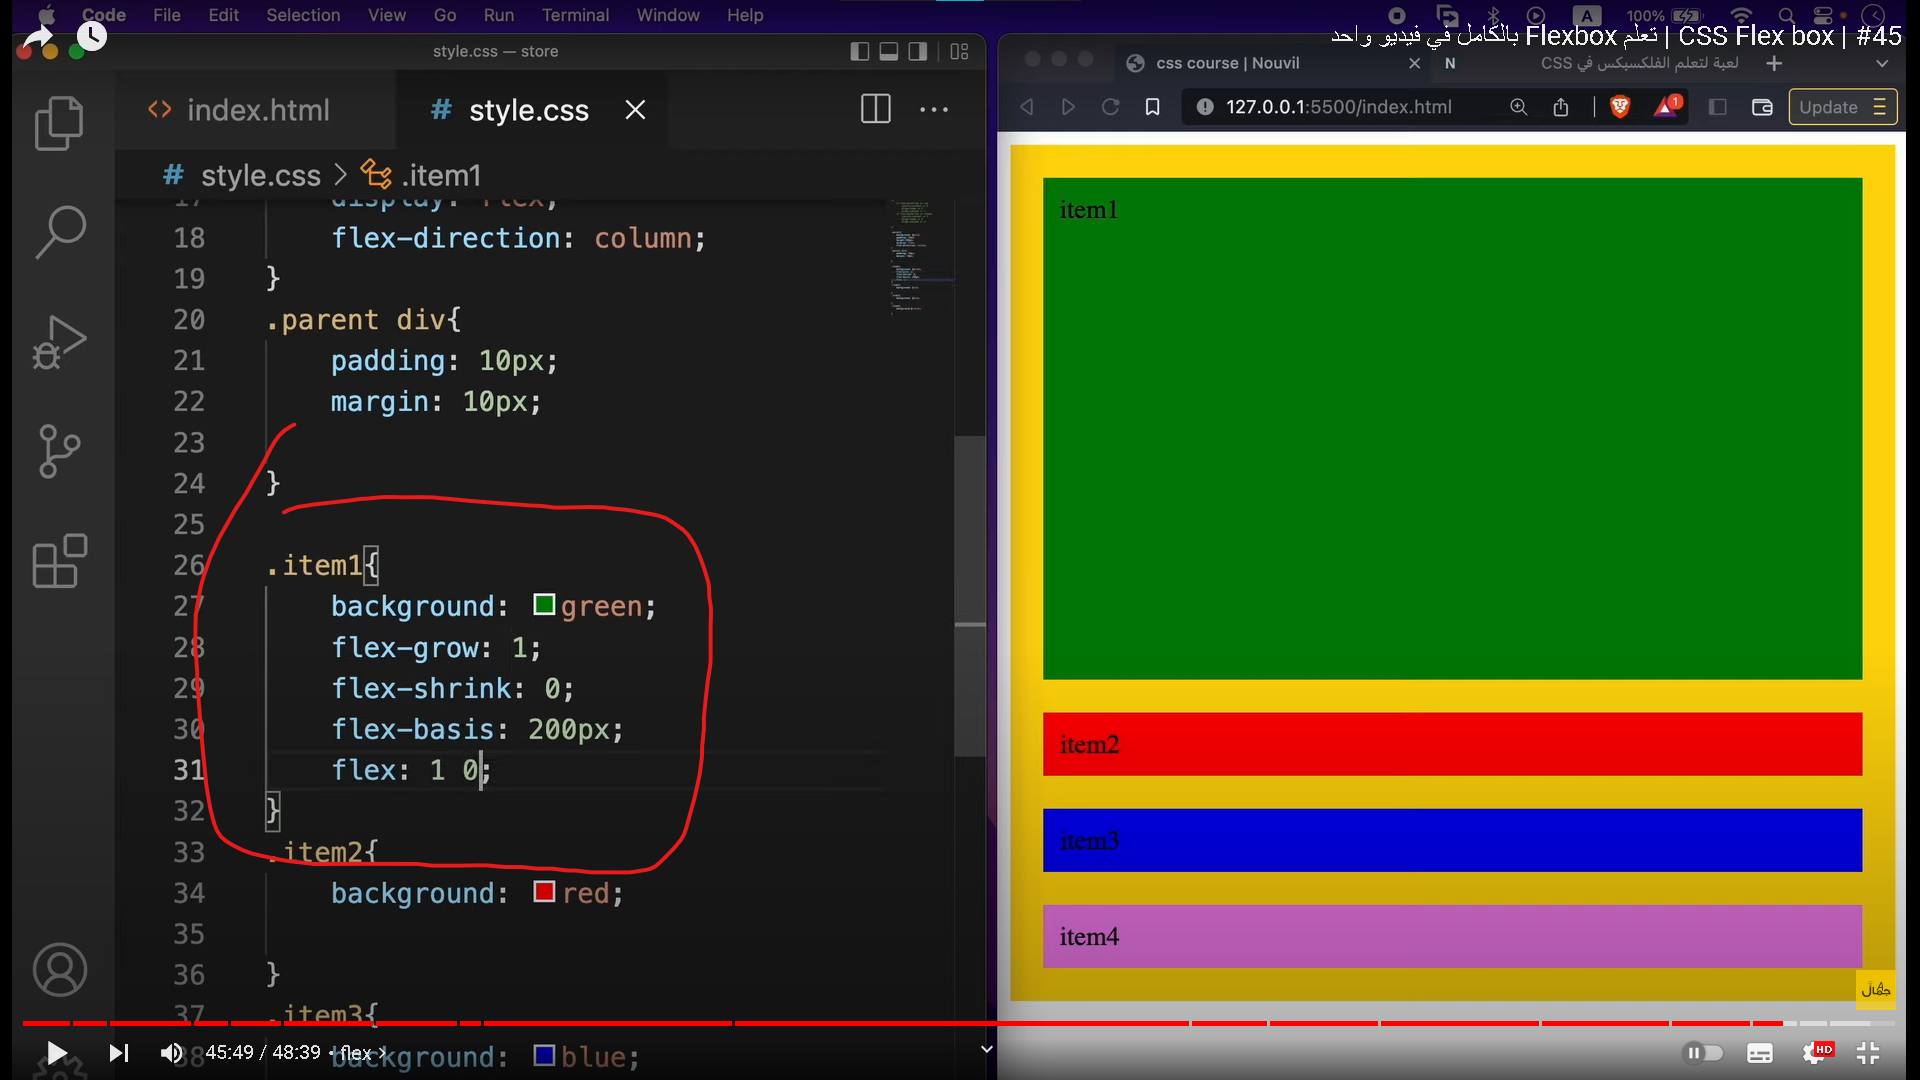 Code File Edit Selection View Go Run Terminal Window Help
100%
A
تعلم Flexbox بالكامل في فيديو واحد | CSS Flex box | #45
style.css — store
css course | Nouvil
N
لعبة لتعلم الفلكسبكس في CSS
<> index.html
# style.css
127.0.0.1:5500/index.html
1
Update
# style.css > .item1
17 display: flex;
18 flex-direction: column;
19 }
20 .parent div{
21 padding: 10px;
22 margin: 10px;
23
24 }
25
26 .item1{
27 background: green;
28 flex-grow: 1;
29 flex-shrink: 0;
30 flex-basis: 200px;
31 flex: 1 0;
32 }
33 .item2{
34 background: red;
35
36 }
37 .item3{
38 background: blue;
item1
item2
item3
item4
جمّال
45:49 / 48:39 • flex >
HD